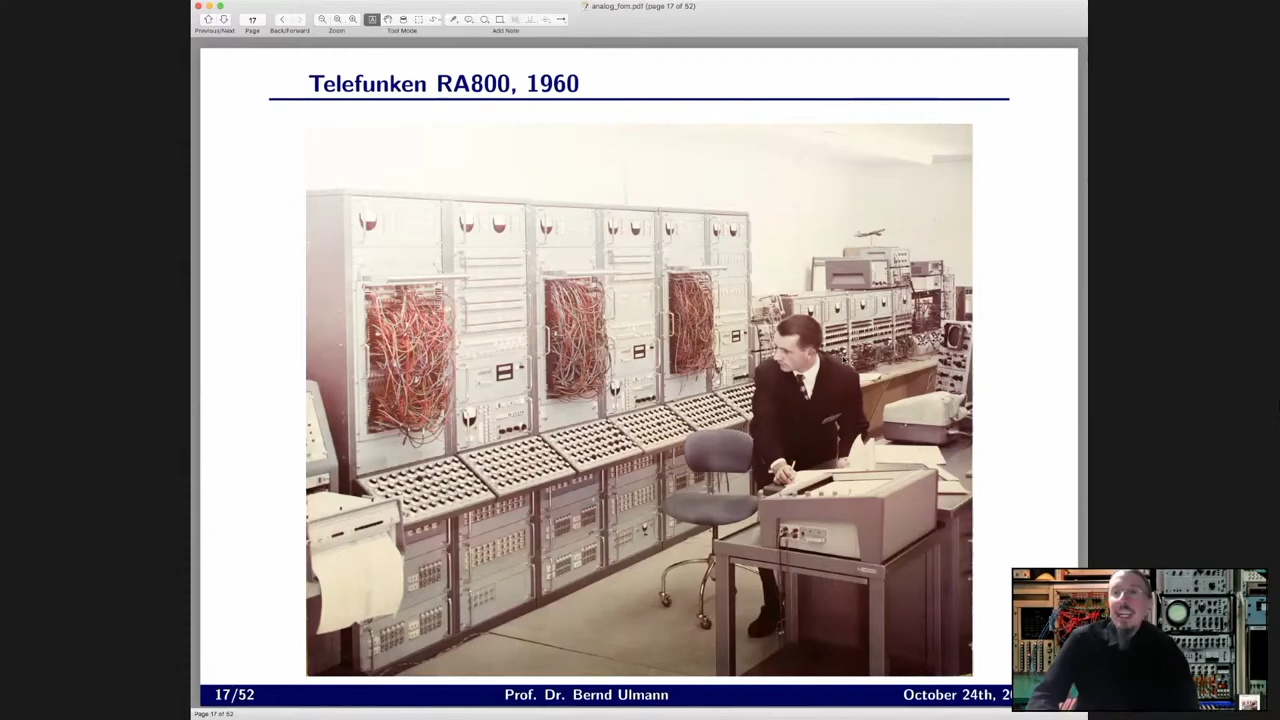 analog_fom.pdf (page 17 of 52)
17
Previous/Next Page Back/Forward Zoom Tool Mode Add Note
Telefunken RA800, 1960
17/52 Prof. Dr. Bernd Ulmann October 24th,
Page 17 of 52